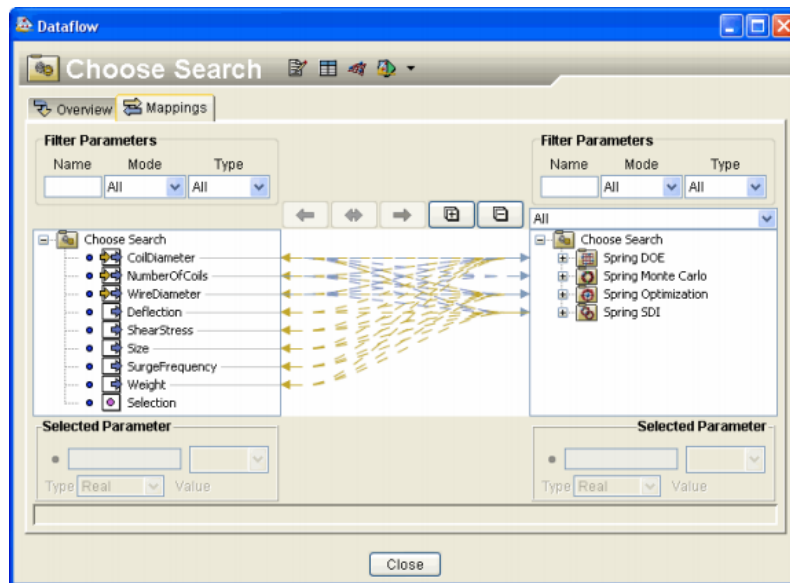 Dataflow
Choose Search
Overview Mappings
Filter Parameters
Name Mode Type
All All
Filter Parameters
Name Mode Type
All All
All
Choose Search
CoilDiameter
NumberOfCoils
WireDiameter
Deflection
ShearStress
Size
SurgeFrequency
Weight
Selection
Choose Search
Spring DOE
Spring Monte Carlo
Spring Optimization
Spring SDI
Selected Parameter
Type Real Value
Selected Parameter
Type Real Value
Close